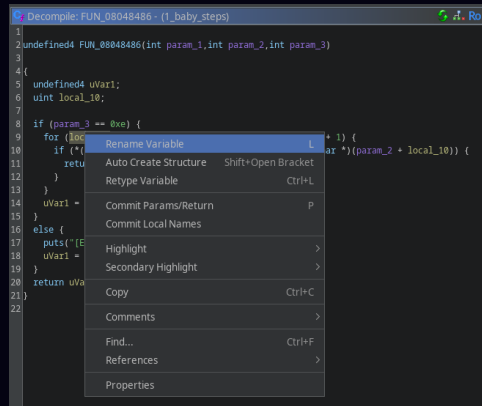 Decompile: FUN_08048486 - (1_baby_steps)
Ro
1
2 undefined4 FUN_08048486(int param_1,int param_2,int param_3)
3
4 {
5 undefined4 uVar1;
6 uint local_10;
7
8 if (param_3 == 0xe) {
9 for (loc + 1) {
10 if (*( ar *)(param_2 + local_10)) {
11 retu
12 }
13 }
14 uVar1 =
15 }
16 else {
17 puts("[E
18 uVar1 =
19 }
20 return uVa
21 }
22
Rename Variable L
Auto Create Structure Shift+Open Bracket
Retype Variable Ctrl+L
Commit Params/Return P
Commit Local Names
Highlight
Secondary Highlight
Copy Ctrl+C
Comments
Find... Ctrl+F
References
Properties